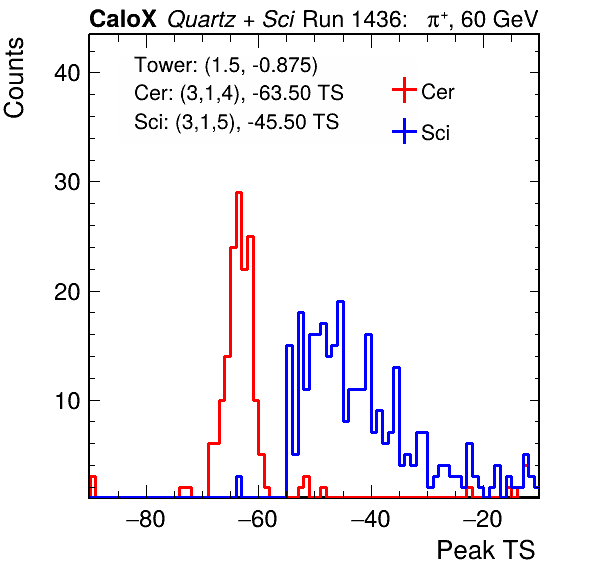 CaloX Quartz + Sci Run 1436: π⁺, 60 GeV
Counts
Tower: (1.5, -0.875)
Cer: (3,1,4), -63.50 TS
Sci: (3,1,5), -45.50 TS
Cer
Sci
40
30
20
10
−80 −60 −40 −20
Peak TS